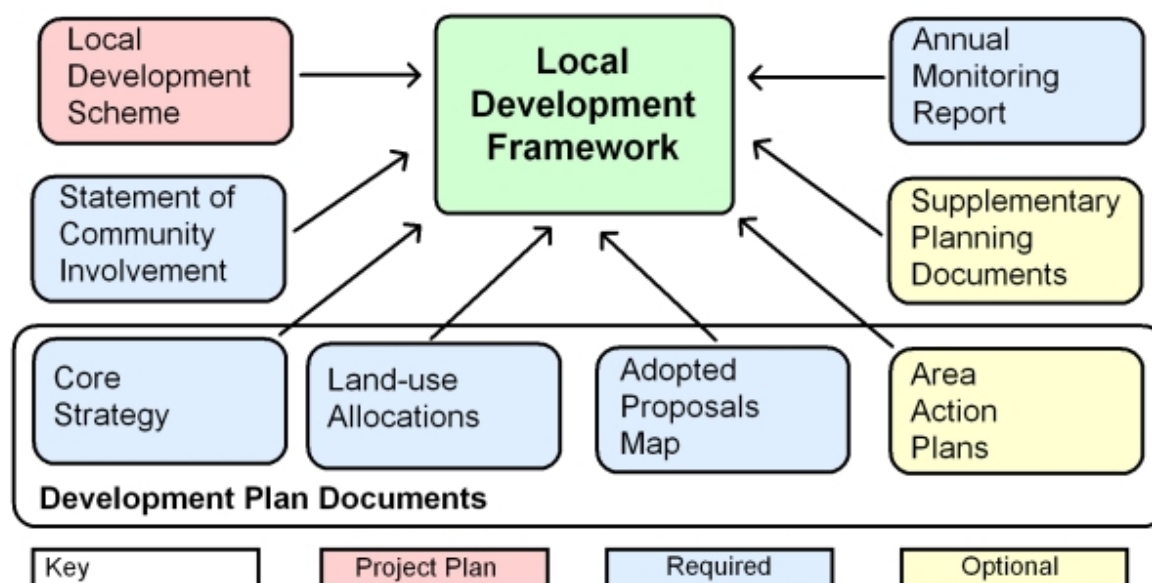 Local
Development
Scheme
Local
Development
Framework
Annual
Monitoring
Report
Statement of
Community
Involvement
Supplementary
Planning
Documents
Core
Strategy
Land-use
Allocations
Adopted
Proposals
Map
Area
Action
Plans
Development Plan Documents
Key
Project Plan
Required
Optional